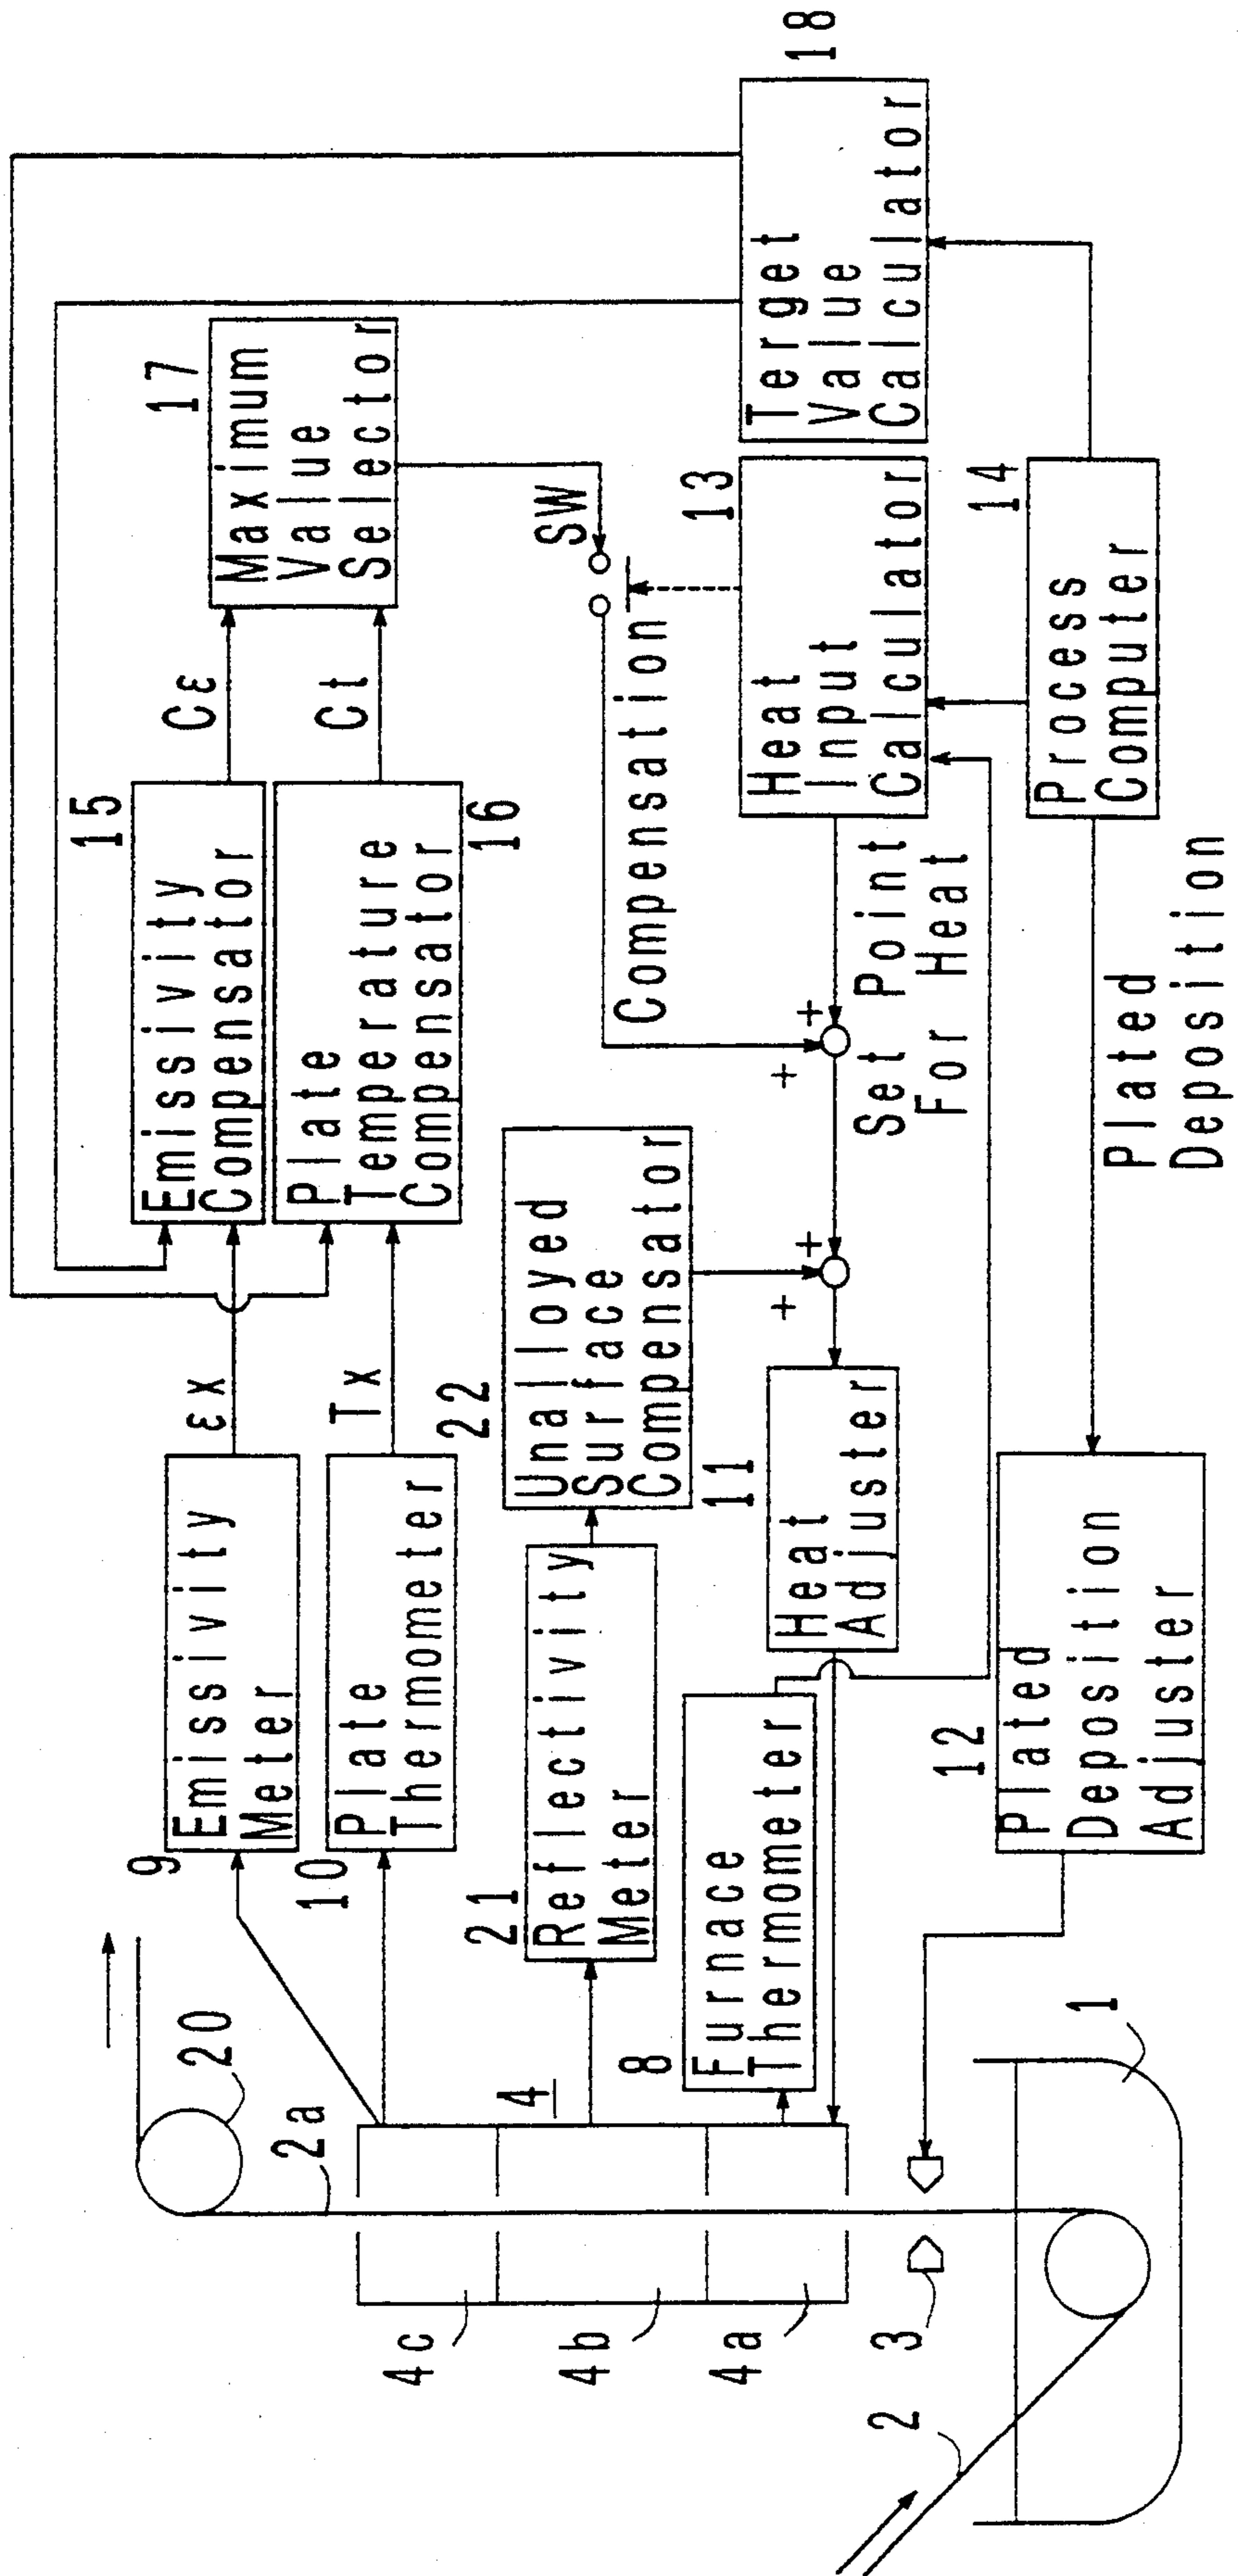 9
Emissivity
Meter
εx
15
Emissivity
Compensator
Cε
17
Maximum
Value
Selector
10
Plate
Thermometer
Tx
Plate
Temperature
Compensator
16
Ct
20
2a
4
21
Reflectivity
Meter
22
Unalloyed
Surface
Compensator
SW
Compensation
8
Furnace
Thermometer
11
Heat
Adjuster
+
+
+
+
Set Point
For Heat
13
Heat
Input
Calculator
Terget
Value
Calculator
18
4c
4b
4a
3
2
1
12
Plated
Deposition
Adjuster
Plated
Deposition
14
Process
Computer